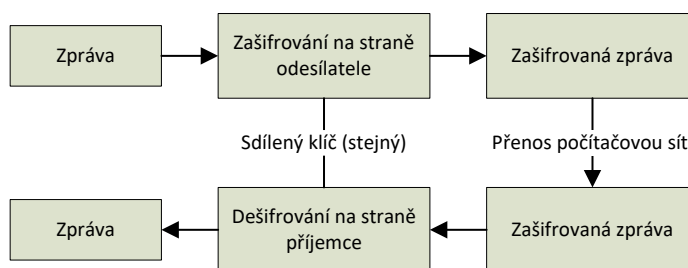 Zpráva
Zašifrování na straně
odesílatele
Zašifrovaná zpráva
Sdílený klíč (stejný)
Přenos počítačovou sít
Zpráva
Dešifrování na straně
příjemce
Zašifrovaná zpráva